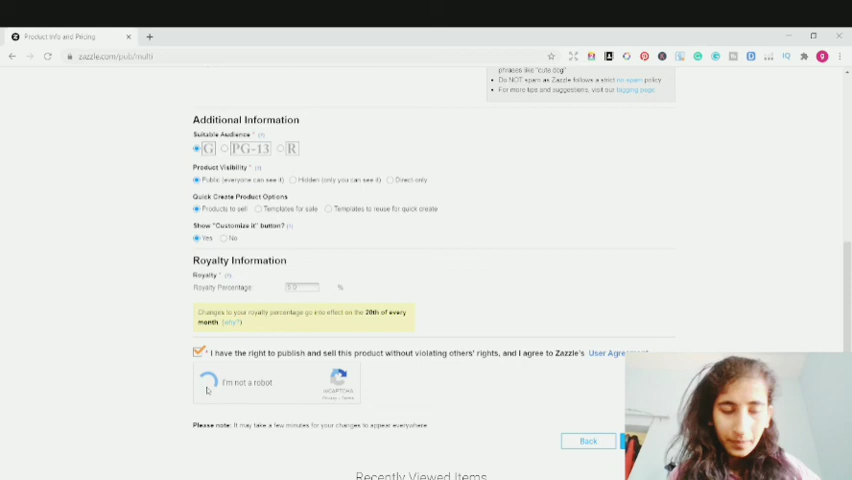 Product Info and Pricing
zazzle.com/pub/multi
phrases like "cute dog"
Do NOT spam as Zazzle follows a strict no spam policy
For more tips and suggestions, visit our tagging page
Additional Information
Suitable Audience * (?)
G PG-13 R
Product Visibility * (?)
Public (everyone can see it) Hidden (only you can see it) Direct only
Quick Create Product Options
Products to sell Templates for sale Templates to reuse for quick create
Show "Customize it" button? (?)
Yes No
Royalty Information
Royalty * (?)
Royalty Percentage: 5.0 %
Changes to your royalty percentage go into effect on the 20th of every
month (why?)
* I have the right to publish and sell this product without violating others' rights, and I agree to Zazzle's User
I'm not a robot
reCAPTCHA
Privacy - Terms
Please note: It may take a few minutes for your changes to appear everywhere
Back
Recently Viewed Items